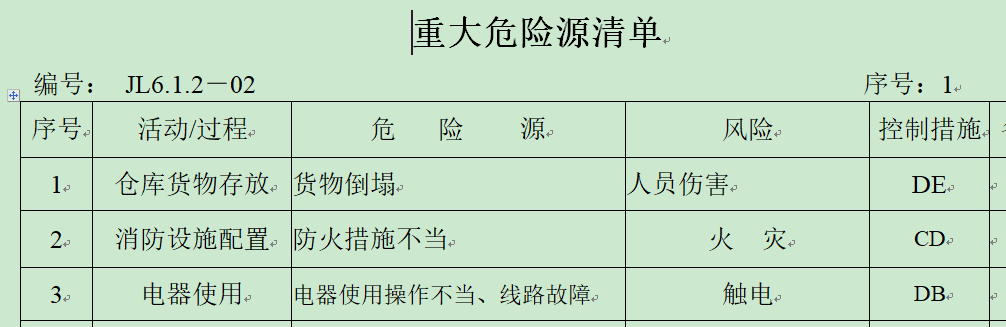 重大危险源清单
编号： JL6.1.2－02 序号：1
序号 活动/过程 危 险 源 风险 控制措施
1 仓库货物存放 货物倒塌 人员伤害 DE
2 消防设施配置 防火措施不当 火 灾 CD
3 电器使用 电器使用操作不当、线路故障 触电 DB